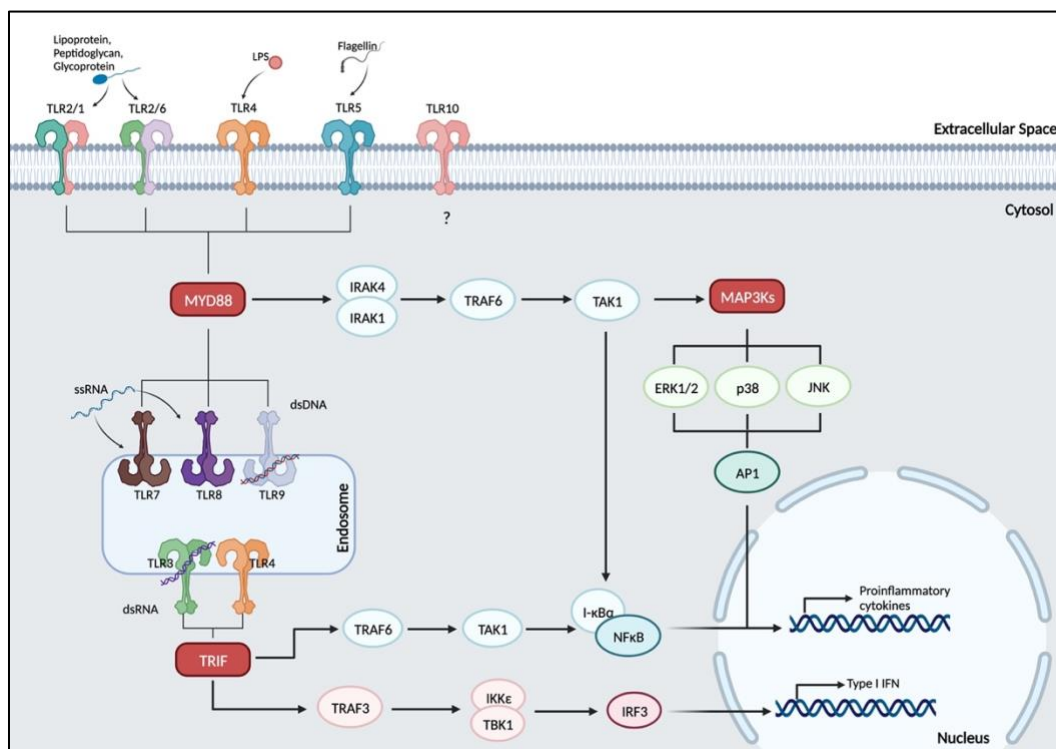 Lipoprotein,
Peptidoglycan,
Glycoprotein
LPS
Flagellin
TLR2/1
TLR2/6
TLR4
TLR5
TLR10
Extracellular Space
Cytosol
?
MYD88
IRAK4
IRAK1
TRAF6
TAK1
MAP3Ks
ERK1/2
p38
JNK
AP1
ssRNA
dsDNA
TLR7
TLR8
TLR9
Endosome
TLR3
TLR4
dsRNA
TRIF
TRAF6
TAK1
I-κBα
NFκB
Proinflammatory
cytokines
TRAF3
IKKε
TBK1
IRF3
Type I IFN
Nucleus